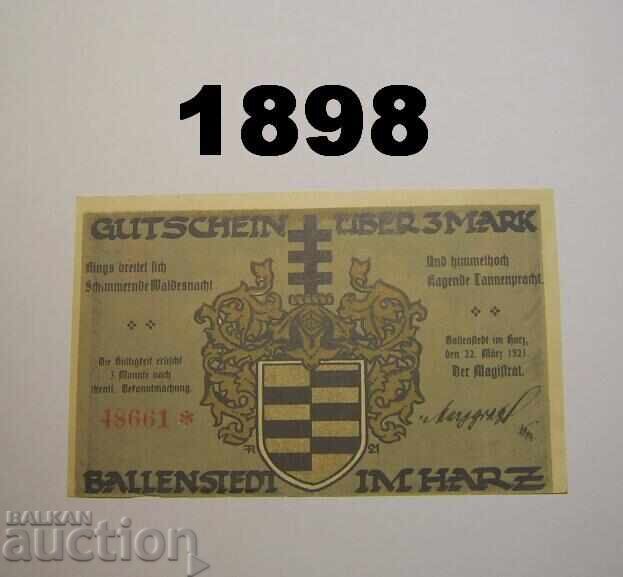 1898
GUTSCHEIN ÜBER 3 MARK
Rings breitet sich
Schimmernde Waldesnacht
Und himmelhoch
Ragende Tannenpracht.
Die Gültigkeit erlischt
3 Monate nach
öffentl. Bekanntmachung.
48661 *
Ballenstedt im Harz,
den 22. März 1921.
Der Magistrat.
21
BALLENSTEDT IM HARZ
BALKAN
auction